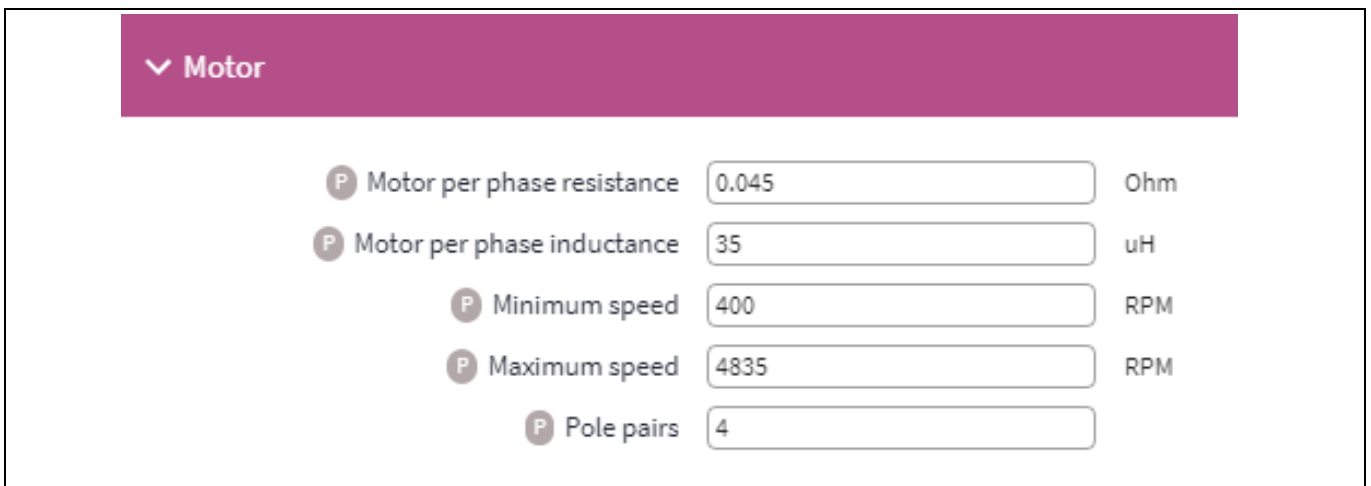 Motor
P Motor per phase resistance 0.045 Ohm
P Motor per phase inductance 35 uH
P Minimum speed 400 RPM
P Maximum speed 4835 RPM
P Pole pairs 4